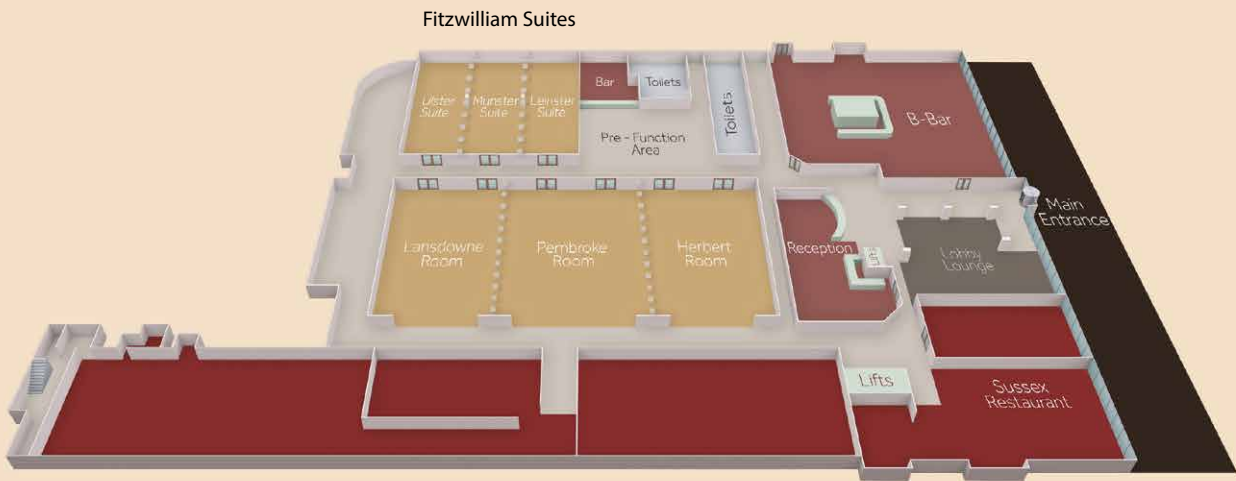 Fitzwilliam Suites
Ulster
Suite
Munster
Suite
Leinster
Suite
Bar
Toilets
Toilets
Pre - Function
Area
B-Bar
Main
Entrance
Lansdowne
Room
Pembroke
Room
Herbert
Room
Reception
Lift
Lobby
Lounge
Lifts
Sussex
Restaurant